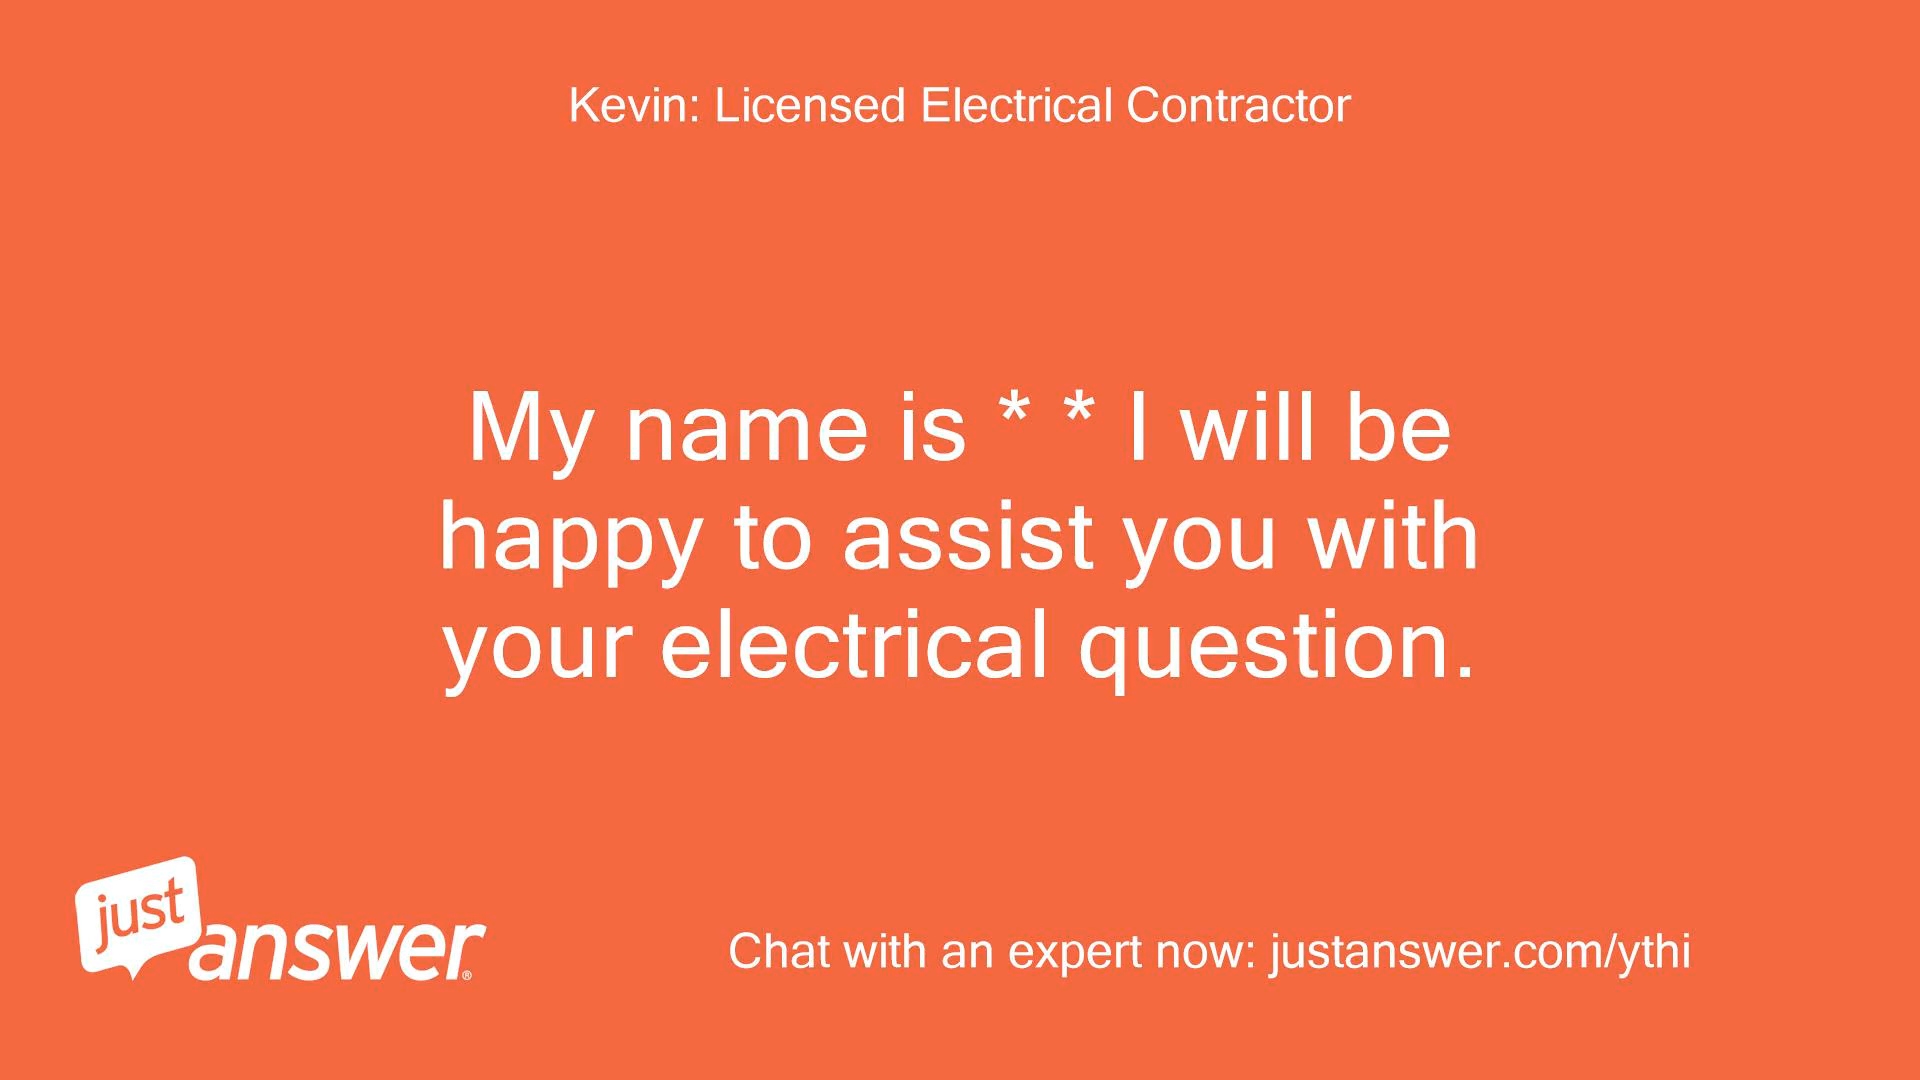 Kevin: Licensed Electrical Contractor
My name is * * I will be
happy to assist you with
your electrical question.
just
answer®
Chat with an expert now: justanswer.com/ythi